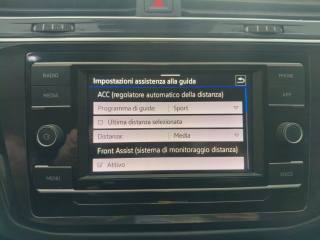 Impostazioni assistenza alla guida
RADIO
PHONE
ACC (regolatore automatico della distanza)
MEDIA
APP
Programma di guida: Sport
Ultima distanza selezionata
Distanza: Media
Front Assist (sistema di monitoraggio distanza)
Attivo
MENU
VOICE